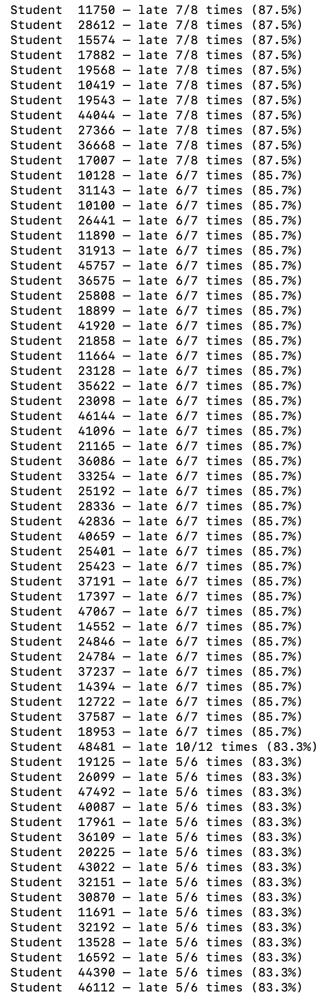 Student  11750 – late 7/8 times (87.5%)
Student  28612 – late 7/8 times (87.5%)
Student  15574 – late 7/8 times (87.5%)
Student  17882 – late 7/8 times (87.5%)
Student  19568 – late 7/8 times (87.5%)
Student  10419 – late 7/8 times (87.5%)
Student  19543 – late 7/8 times (87.5%)
Student  44044 – late 7/8 times (87.5%)
Student  27366 – late 7/8 times (87.5%)
Student  36668 – late 7/8 times (87.5%)
Student  17007 – late 7/8 times (87.5%)
Student  10128 – late 6/7 times (85.7%)
Student  31143 – late 6/7 times (85.7%)
Student  10100 – late 6/7 times (85.7%)
Student  26441 – late 6/7 times (85.7%)
Student  11890 – late 6/7 times (85.7%)
Student  31913 – late 6/7 times (85.7%)
Student  45757 – late 6/7 times (85.7%)
Student  36575 – late 6/7 times (85.7%)
Student  25808 – late 6/7 times (85.7%)
Student  18899 – late 6/7 times (85.7%)
Student  41920 – late 6/7 times (85.7%)
Student  21858 – late 6/7 times (85.7%)
Student  11664 – late 6/7 times (85.7%)
Student  23128 – late 6/7 times (85.7%)
Student  35622 – late 6/7 times (85.7%)
Student  23098 – late 6/7 times (85.7%)
Student  46144 – late 6/7 times (85.7%)
Student  41096 – late 6/7 times (85.7%)
Student  21165 – late 6/7 times (85.7%)
Student  36086 – late 6/7 times (85.7%)
Student  33254 – late 6/7 times (85.7%)
Student  25192 – late 6/7 times (85.7%)
Student  28336 – late 6/7 times (85.7%)
Student  42836 – late 6/7 times (85.7%)
Student  40659 – late 6/7 times (85.7%)
Student  25401 – late 6/7 times (85.7%)
Student  25423 – late 6/7 times (85.7%)
Student  37191 – late 6/7 times (85.7%)
Student  17397 – late 6/7 times (85.7%)
Student  47067 – late 6/7 times (85.7%)
Student  14552 – late 6/7 times (85.7%)
Student  24846 – late 6/7 times (85.7%)
Student  24784 – late 6/7 times (85.7%)
Student  37237 – late 6/7 times (85.7%)
Student  14394 – late 6/7 times (85.7%)
Student  12722 – late 6/7 times (85.7%)
Student  37587 – late 6/7 times (85.7%)
Student  18953 – late 6/7 times (85.7%)
Student  48481 – late 10/12 times (83.3%)
Student  19125 – late 5/6 times (83.3%)
Student  26099 – late 5/6 times (83.3%)
Student  47492 – late 5/6 times (83.3%)
Student  40087 – late 5/6 times (83.3%)
Student  17961 – late 5/6 times (83.3%)
Student  36109 – late 5/6 times (83.3%)
Student  20225 – late 5/6 times (83.3%)
Student  43022 – late 5/6 times (83.3%)
Student  32151 – late 5/6 times (83.3%)
Student  30870 – late 5/6 times (83.3%)
Student  11691 – late 5/6 times (83.3%)
Student  32192 – late 5/6 times (83.3%)
Student  13528 – late 5/6 times (83.3%)
Student  16592 – late 5/6 times (83.3%)
Student  44390 – late 5/6 times (83.3%)
Student  46112 – late 5/6 times (83.3%)